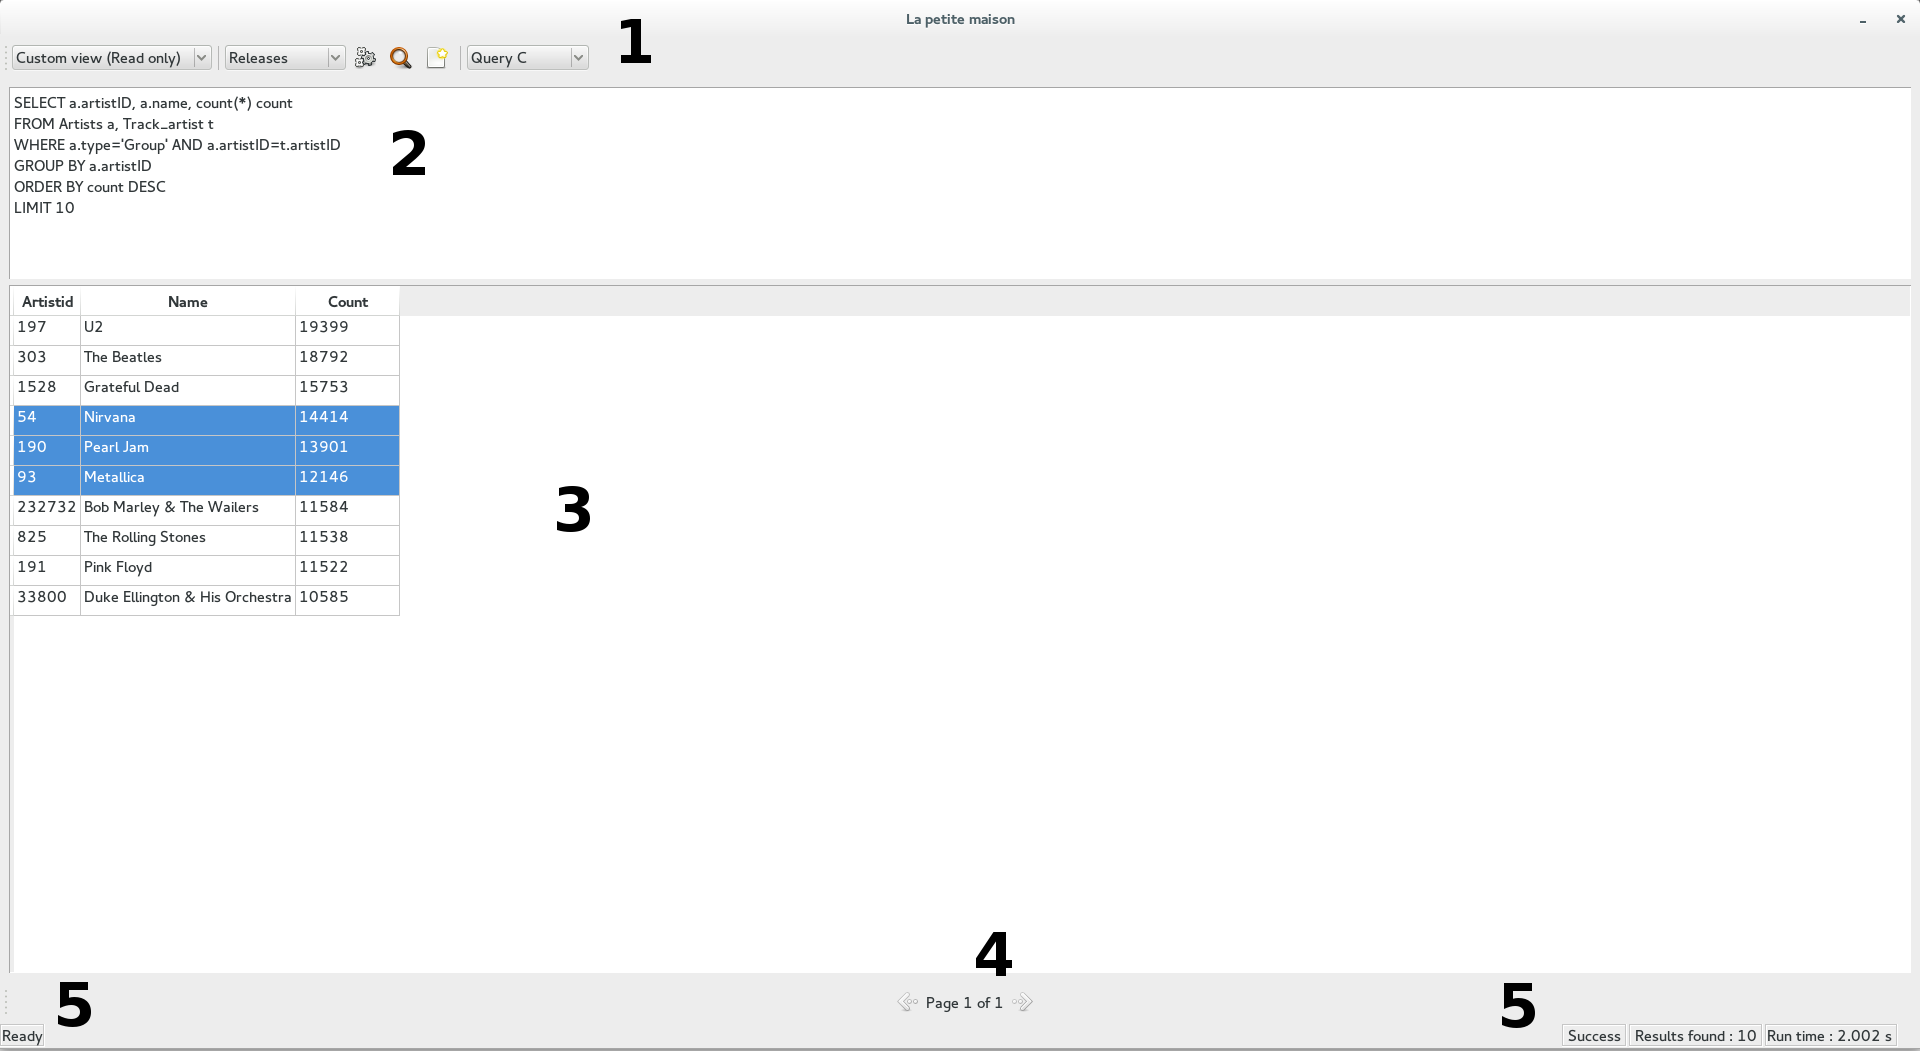 La petite maison
1
Custom view (Read only) Releases Query C
SELECT a.artistID, a.name, count(*) count
FROM Artists a, Track_artist t
2
WHERE a.type='Group' AND a.artistID=t.artistID
GROUP BY a.artistID
ORDER BY count DESC
LIMIT 10
Artistid Name Count
197 U2 19399
303 The Beatles 18792
1528 Grateful Dead 15753
54 Nirvana 14414
190 Pearl Jam 13901
93 Metallica 12146
3
232732 Bob Marley & The Wailers 11584
825 The Rolling Stones 11538
191 Pink Floyd 11522
33800 Duke Ellington & His Orchestra 10585
4
5 Page 1 of 1 5
Ready Success Results found : 10 Run time : 2.002 s